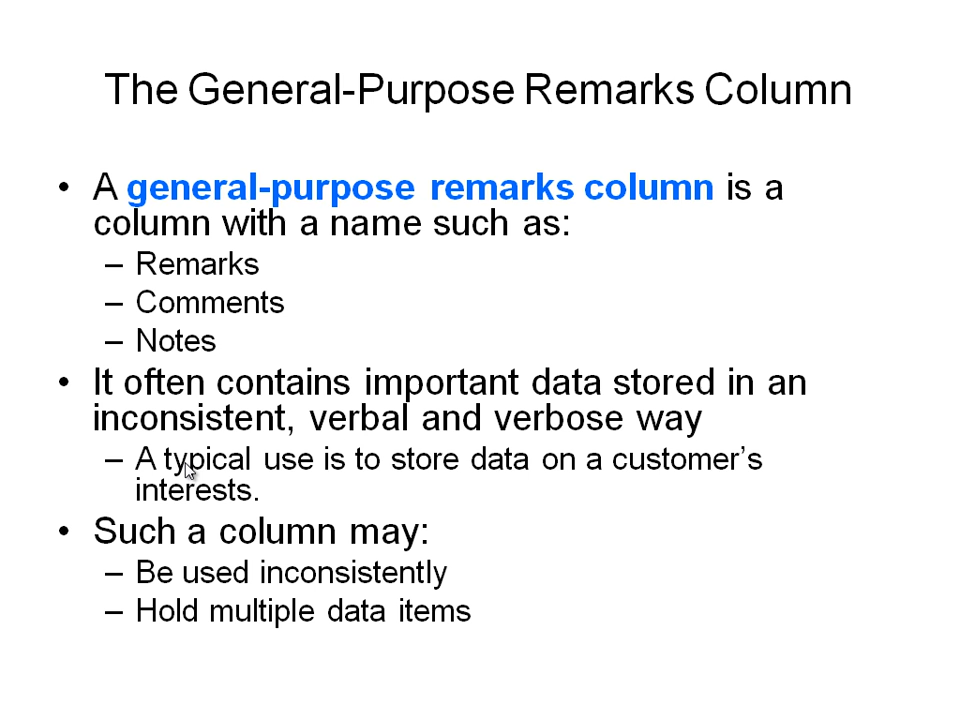 The General-Purpose Remarks Column
• A general-purpose remarks column is a
column with a name such as:
– Remarks
– Comments
– Notes
• It often contains important data stored in an
inconsistent, verbal and verbose way
– A typical use is to store data on a customer’s
interests.
• Such a column may:
– Be used inconsistently
– Hold multiple data items